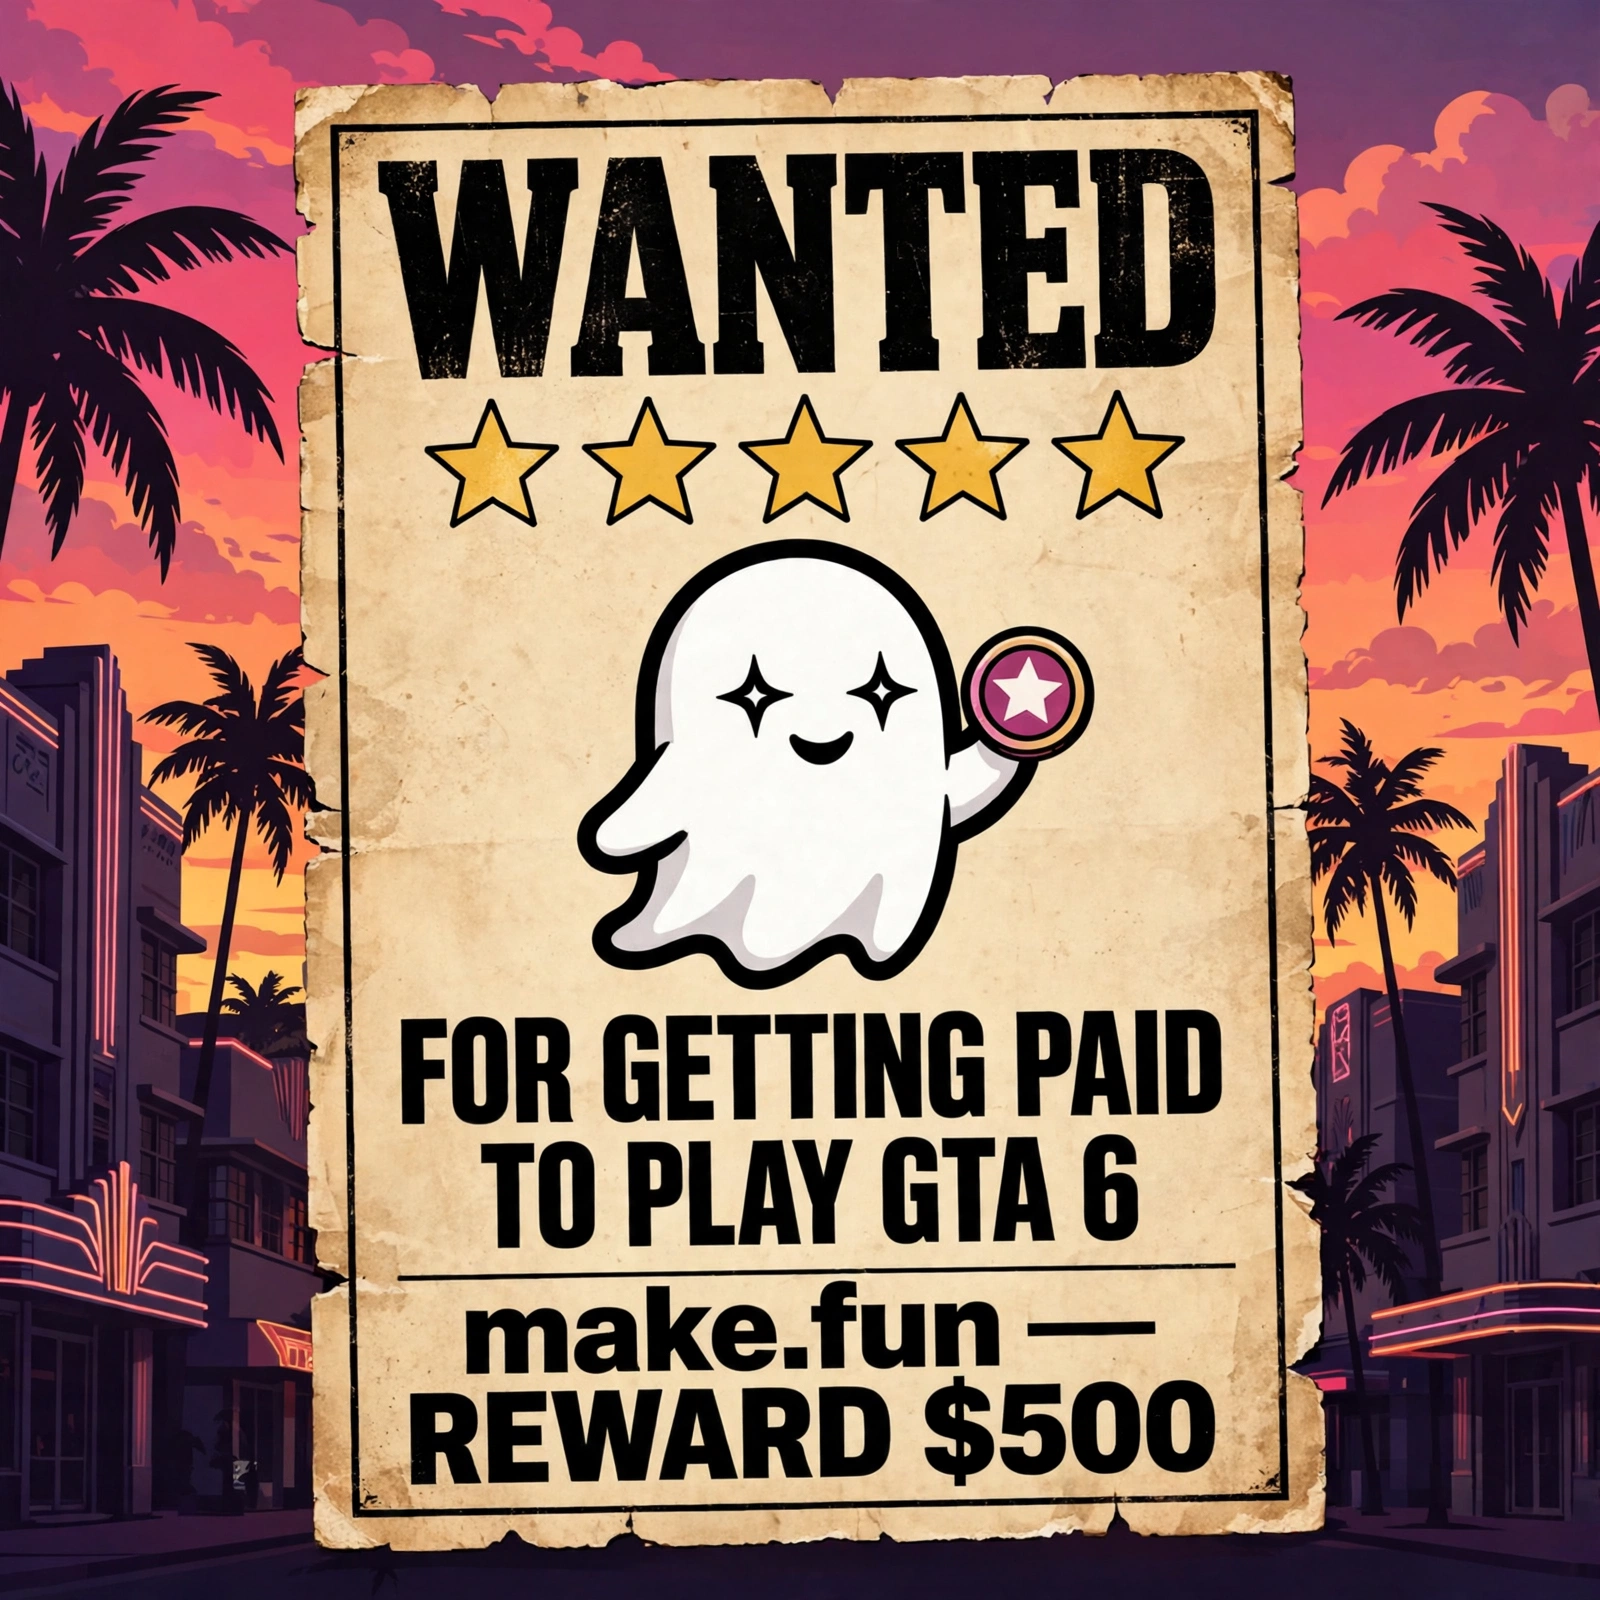 WANTED
FOR GETTING PAID
TO PLAY GTA 6
make.fun —
REWARD $500